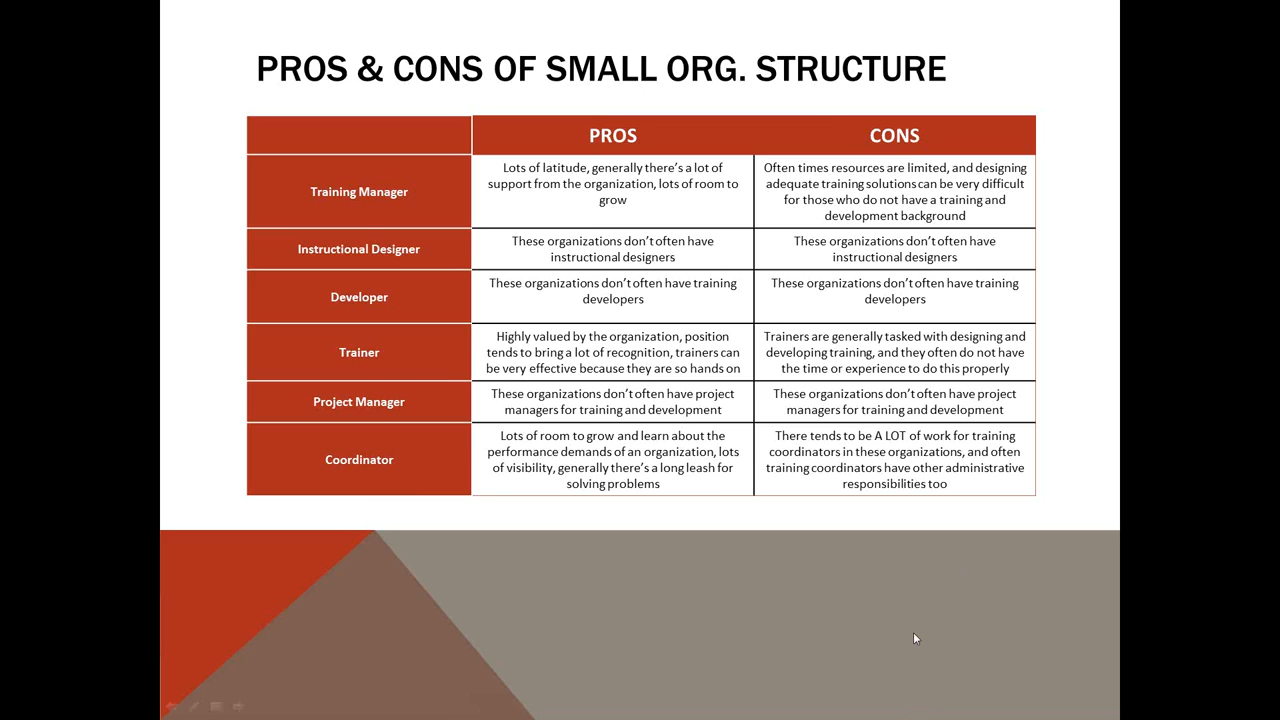 PROS & CONS OF SMALL ORG. STRUCTURE
PROS
CONS
Training Manager
Lots of latitude, generally there's a lot of
support from the organization, lots of room to
grow
Often times resources are limited, and designing
adequate training solutions can be very difficult
for those who do not have a training and
development background
Instructional Designer
These organizations don't often have
instructional designers
These organizations don't often have
instructional designers
Developer
These organizations don't often have training
developers
These organizations don't often have training
developers
Trainer
Highly valued by the organization, position
tends to bring a lot of recognition, trainers can
be very effective because they are so hands on
Trainers are generally tasked with designing and
developing training, and they often do not have
the time or experience to do this properly
Project Manager
These organizations don't often have project
managers for training and development
These organizations don't often have project
managers for training and development
Coordinator
Lots of room to grow and learn about the
performance demands of an organization, lots
of visibility, generally there's a long leash for
solving problems
There tends to be A LOT of work for training
coordinators in these organizations, and often
training coordinators have other administrative
responsibilities too